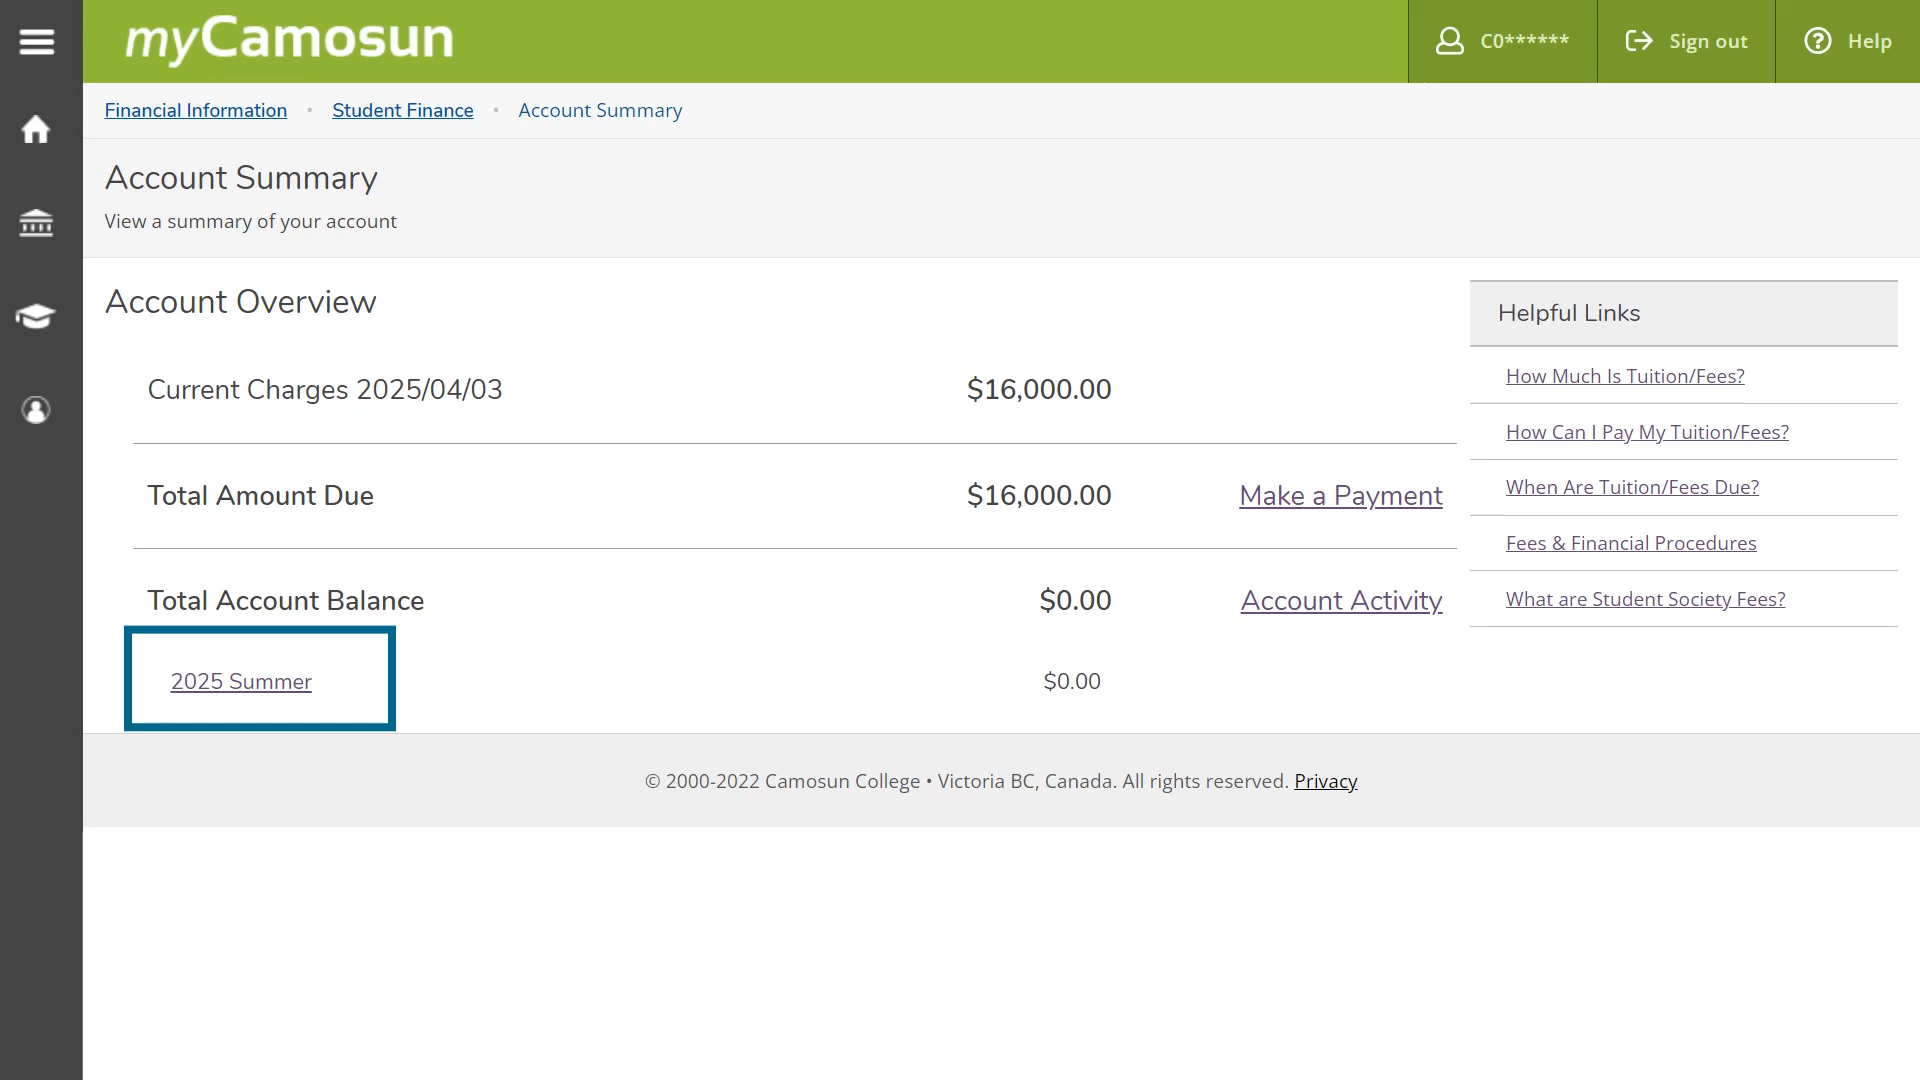 myCamosun
C0******
Sign out
Help
Financial Information • Student Finance • Account Summary
Account Summary
View a summary of your account
Account Overview
Current Charges 2025/04/03 $16,000.00
Total Amount Due $16,000.00 Make a Payment
Total Account Balance $0.00 Account Activity
2025 Summer $0.00
Helpful Links
How Much Is Tuition/Fees?
How Can I Pay My Tuition/Fees?
When Are Tuition/Fees Due?
Fees & Financial Procedures
What are Student Society Fees?
© 2000-2022 Camosun College • Victoria BC, Canada. All rights reserved. Privacy